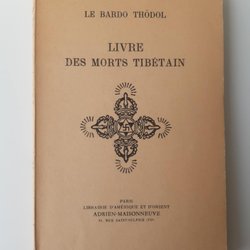 LE BARDO THÖDOL
LIVRE
DES MORTS TIBÉTAIN
PARIS
LIBRAIRIE D'AMÉRIQUE ET D'ORIENT
ADRIEN-MAISONNEUVE